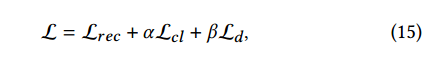 ℒ = ℒ_rec + αℒ_cl + βℒ_d, (15)